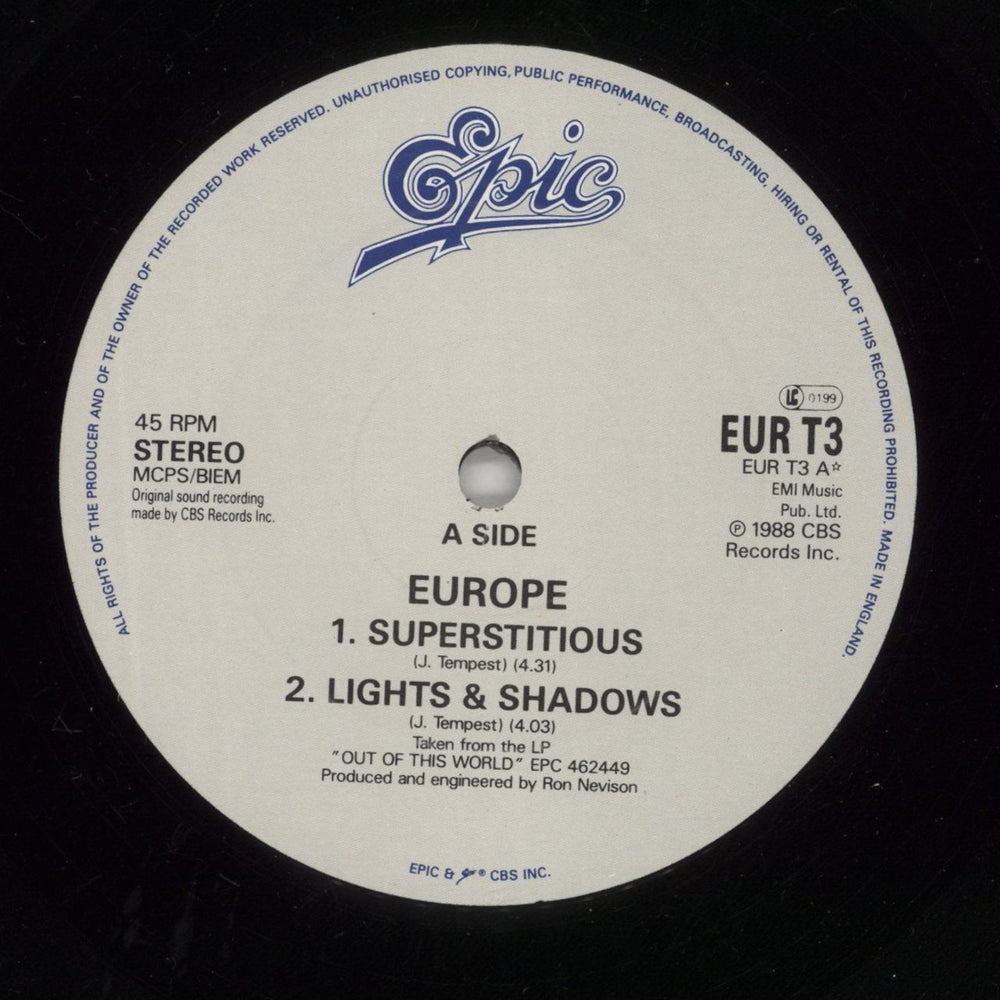 ALL RIGHTS OF THE PRODUCER AND OF THE OWNER OF THE RECORDED WORK RESERVED. UNAUTHORISED COPYING, PUBLIC PERFORMANCE, BROADCASTING, HIRING OR RENTAL OF THIS RECORDING PROHIBITED. MADE IN ENGLAND.
Epic
45 RPM
STEREO
MCPS/BIEM
Original sound recording
made by CBS Records Inc.
LC 0199
EUR T3
EUR T3 A☆
EMI Music
Pub. Ltd.
℗ 1988 CBS
Records Inc.
A SIDE
EUROPE
1. SUPERSTITIOUS
(J. Tempest) (4.31)
2. LIGHTS & SHADOWS
(J. Tempest) (4.03)
Taken from the LP
"OUT OF THIS WORLD" EPC 462449
Produced and engineered by Ron Nevison
EPIC & ® CBS INC.